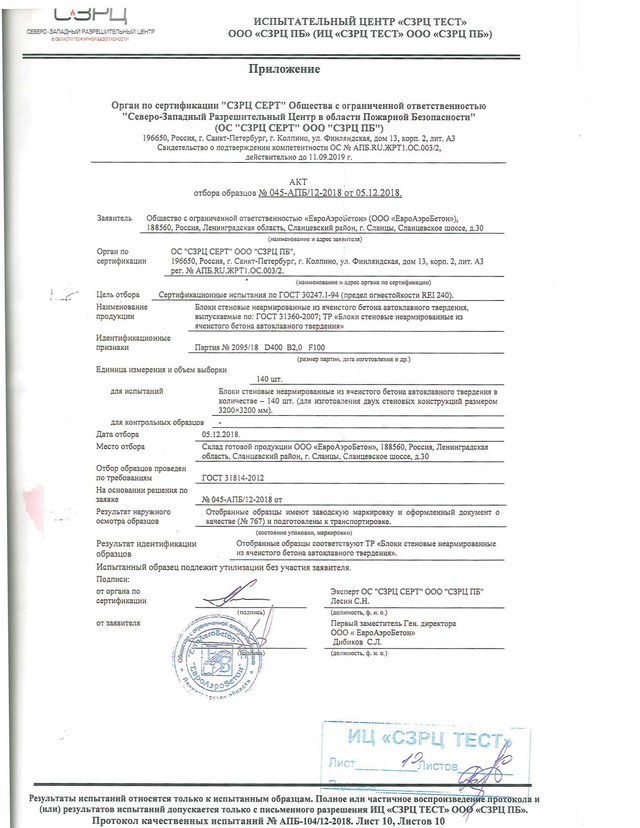 СЗРЦ
СЕВЕРО-ЗАПАДНЫЙ РАЗРЕШИТЕЛЬНЫЙ ЦЕНТР
В ОБЛАСТИ ПОЖАРНОЙ БЕЗОПАСНОСТИ
ИСПЫТАТЕЛЬНЫЙ ЦЕНТР «СЗРЦ ТЕСТ»
ООО «СЗРЦ ПБ» (ИЦ «СЗРЦ ТЕСТ» ООО «СЗРЦ ПБ»)
Приложение
Орган по сертификации "СЗРЦ СЕРТ" Общества с ограниченной ответственностью
"Северо-Западный Разрешительный Центр в области Пожарной Безопасности"
(ОС "СЗРЦ СЕРТ" ООО "СЗРЦ ПБ")
196650, Россия, г. Санкт-Петербург, г. Колпино, ул. Финляндская, дом 13, корп. 2, лит. А3
Свидетельство о подтверждении компетентности ОС № АПБ.RU.ЖРТ1.ОС.003/2,
действительно до 11.09.2019 г.
АКТ
отбора образцов № 045-АПБ/12-2018 от 05.12.2018.
Заявитель Общество с ограниченной ответственностью «ЕвроАэроБетон» (ООО «ЕвроАэроБетон»),
188560, Россия, Ленинградская область, Сланцевский район, г. Сланцы, Сланцевское шоссе, д.30
(наименование и адрес заявителя)
Орган по сертификации ОС "СЗРЦ СЕРТ" ООО "СЗРЦ ПБ",
196650, Россия, г. Санкт-Петербург, г. Колпино, ул. Финляндская, дом 13, корп. 2, лит. А3
рег. № АПБ.RU.ЖРТ1.ОС.003/2.
(наименование и адрес органа по сертификации)
Цель отбора Сертификационные испытания по ГОСТ 30247.1-94 (предел огнестойкости REI 240).
Наименование продукции Блоки стеновые неармированные из ячеистого бетона автоклавного твердения,
выпускаемые по: ГОСТ 31360-2007; ТР «Блоки стеновые неармированные из
ячеистого бетона автоклавного твердения»
Идентификационные
признаки Партия № 2095/18 D400 B2,0 F100
(размер партии, дата изготовления и др.)
Единица измерения и объем выборки
140 шт.
для испытаний Блоки стеновые неармированные из ячеистого бетона автоклавного твердения в
количестве – 140 шт. (для изготовления двух стеновых конструкций размером
3200×3200 мм).
для контрольных образцов -
Дата отбора 05.12.2018.
Место отбора Склад готовой продукции ООО «ЕвроАэроБетон», 188560, Россия, Ленинградская
область, Сланцевский район, г. Сланцы, Сланцевское шоссе, д.30
Отбор образцов проведен
по требованиям ГОСТ 31814-2012
На основании решения по
заявке № 045-АПБ/12-2018 от
Результат наружного осмотра образцов Отобранные образцы имеют заводскую маркировку и оформленный документ о
качестве (№ 767) и подготовлены к транспортировке.
(состояние упаковки, маркировки)
Результат идентификации образцов Отобранные образцы соответствуют ТР «Блоки стеновые неармированные
из ячеистого бетона автоклавного твердения».
Испытанный образец подлежит утилизации без участия заявителя.
Подписи:
от органа по Эксперт ОС "СЗРЦ СЕРТ" ООО "СЗРЦ ПБ"
сертификации Лесин С.Н.
(подпись) (должность, ф. и. о.)
от заявителя Первый заместитель Ген. директора
ООО « ЕвроАэроБетон»
Дибиков С.Л.
(подпись) (должность, ф. и. о.)
"ЕвроАэроБетон"
"ЕвроАэроБетон"
Ленинградская область
ИЦ «СЗРЦ ТЕСТ»
Лист Листов
Результаты испытаний относятся только к испытанным образцам. Полное или частичное воспроизведение протокола и
(или) результатов испытаний допускается только с письменного разрешения ИЦ «СЗРЦ ТЕСТ» ООО «СЗРЦ ПБ».
Протокол качественных испытаний № АПБ-104/12-2018. Лист 10, Листов 10